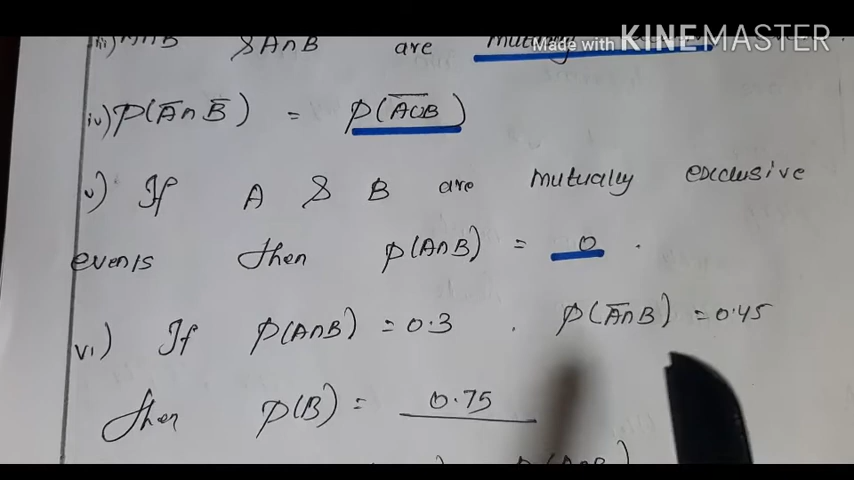 Made with KINEMASTER
&A∩B are mutually
iv) P(A̅∩B̅) = P(A̅∪̅B̅)
v) If A & B are mutually exclusive
events then P(A∩B) = 0 .
vi) If P(A∩B) = 0.3 . P(A̅∩B) = 0.45
then P(B) = 0.75